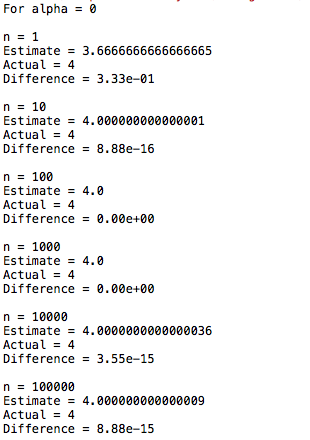 For alpha = 0
n = 1
Estimate = 3.6666666666666665
Actual = 4
Difference = 3.33e-01
n = 10
Estimate = 4.000000000000001
Actual = 4
Difference = 8.88e-16
n = 100
Estimate = 4.0
Actual = 4
Difference = 0.00e+00
n = 1000
Estimate = 4.0
Actual = 4
Difference = 0.00e+00
n = 10000
Estimate = 4.0000000000000036
Actual = 4
Difference = 3.55e-15
n = 100000
Estimate = 4.000000000000009
Actual = 4
Difference = 8.88e-15